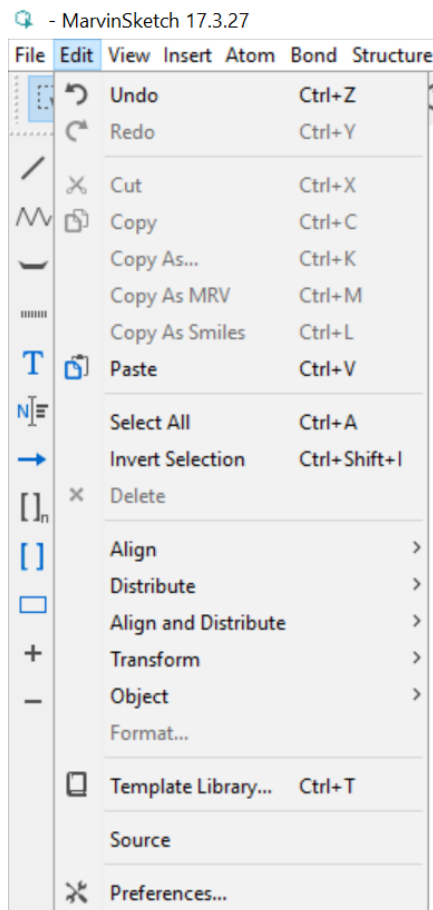 - MarvinSketch 17.3.27
File Edit View Insert Atom Bond Structure
Undo Ctrl+Z
Redo Ctrl+Y
Cut Ctrl+X
Copy Ctrl+C
Copy As... Ctrl+K
Copy As MRV Ctrl+M
Copy As Smiles Ctrl+L
Paste Ctrl+V
Select All Ctrl+A
Invert Selection Ctrl+Shift+I
Delete
Align
Distribute
Align and Distribute
Transform
Object
Format...
Template Library... Ctrl+T
Source
Preferences...
T
N
[ ]n
[ ]